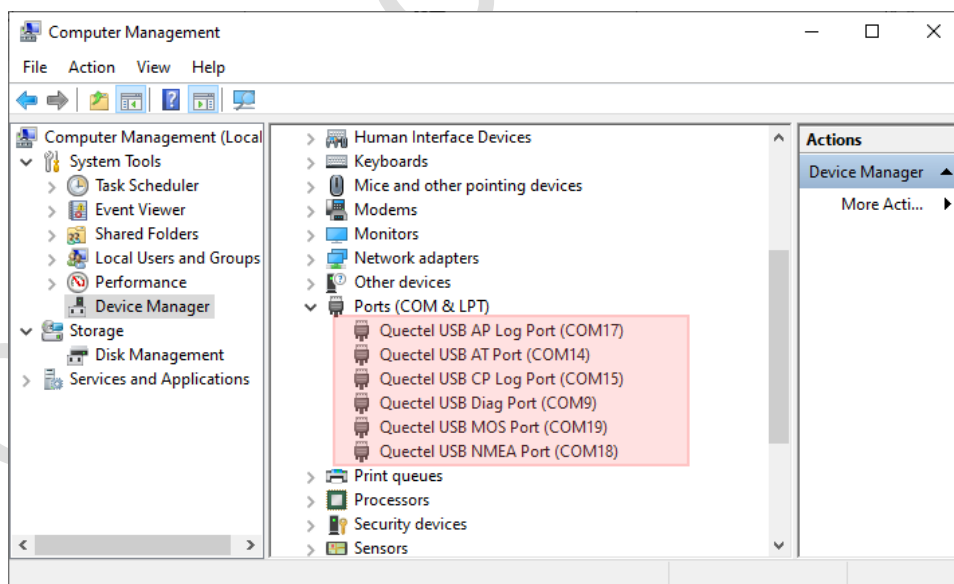 Computer Management
File Action View Help
Computer Management (Local
System Tools
Task Scheduler
Event Viewer
Shared Folders
Local Users and Groups
Performance
Device Manager
Storage
Disk Management
Services and Applications
Human Interface Devices
Keyboards
Mice and other pointing devices
Modems
Monitors
Network adapters
Other devices
Ports (COM & LPT)
Quectel USB AP Log Port (COM17)
Quectel USB AT Port (COM14)
Quectel USB CP Log Port (COM15)
Quectel USB Diag Port (COM9)
Quectel USB MOS Port (COM19)
Quectel USB NMEA Port (COM18)
Print queues
Processors
Security devices
Sensors
Actions
Device Manager
More Acti...